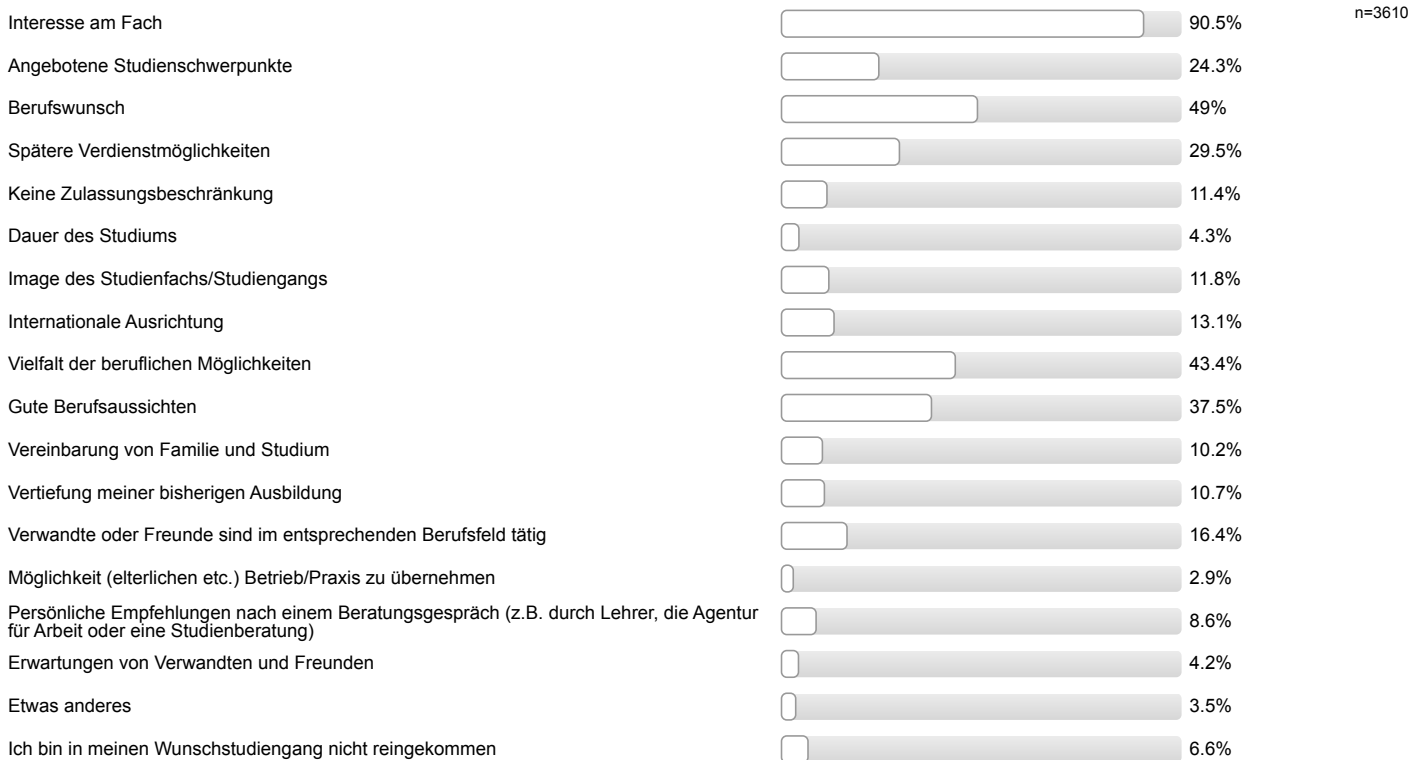 Interesse am Fach 90.5% n=3610
Angebotene Studienschwerpunkte 24.3%
Berufswunsch 49%
Spätere Verdienstmöglichkeiten 29.5%
Keine Zulassungsbeschränkung 11.4%
Dauer des Studiums 4.3%
Image des Studienfachs/Studiengangs 11.8%
Internationale Ausrichtung 13.1%
Vielfalt der beruflichen Möglichkeiten 43.4%
Gute Berufsaussichten 37.5%
Vereinbarung von Familie und Studium 10.2%
Vertiefung meiner bisherigen Ausbildung 10.7%
Verwandte oder Freunde sind im entsprechenden Berufsfeld tätig 16.4%
Möglichkeit (elterlichen etc.) Betrieb/Praxis zu übernehmen 2.9%
Persönliche Empfehlungen nach einem Beratungsgespräch (z.B. durch Lehrer, die Agentur
für Arbeit oder eine Studienberatung) 8.6%
Erwartungen von Verwandten und Freunden 4.2%
Etwas anderes 3.5%
Ich bin in meinen Wunschstudiengang nicht reingekommen 6.6%